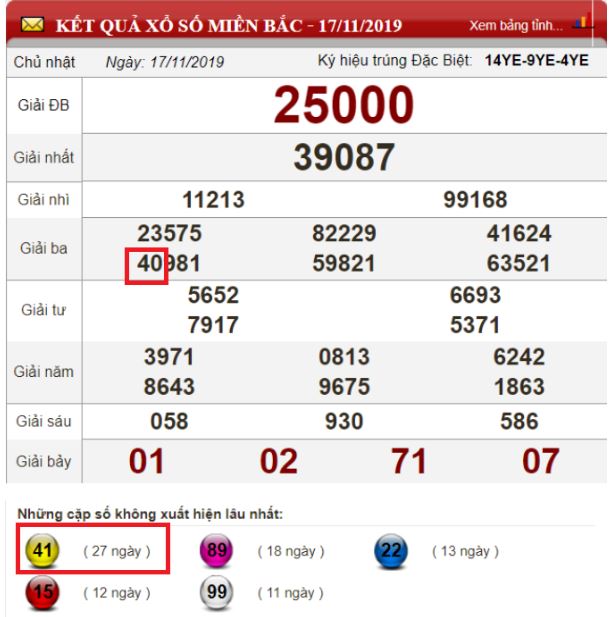 KẾT QUẢ XỔ SỐ MIỀN BẮC - 17/11/2019 Xem bảng tỉnh...
Chủ nhật Ngày: 17/11/2019 Ký hiệu trúng Đặc Biệt: 14YE-9YE-4YE
Giải ĐB 25000
Giải nhất 39087
Giải nhì 11213 99168
Giải ba 23575 82229 41624
40981 59821 63521
Giải tư 5652 6693
7917 5371
Giải năm 3971 0813 6242
8643 9675 1863
Giải sáu 058 930 586
Giải bảy 01 02 71 07
Những cặp số không xuất hiện lâu nhất:
41 ( 27 ngày ) 89 ( 18 ngày ) 22 ( 13 ngày )
15 ( 12 ngày ) 99 ( 11 ngày )